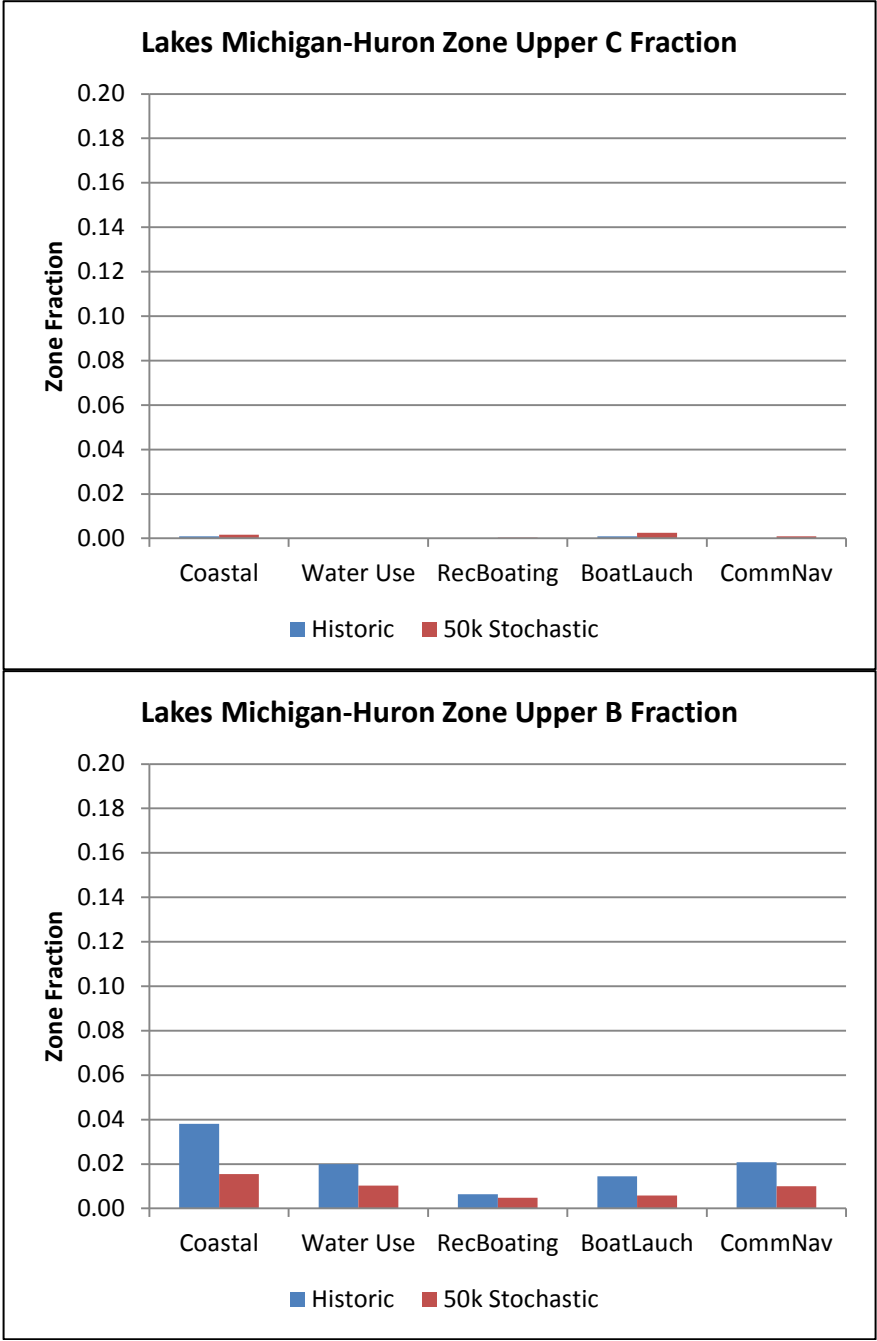 Lakes Michigan-Huron Zone Upper C Fraction
Zone Fraction
0.20
0.18
0.16
0.14
0.12
0.10
0.08
0.06
0.04
0.02
0.00
Coastal Water Use RecBoating BoatLauch CommNav
Historic 50k Stochastic
Lakes Michigan-Huron Zone Upper B Fraction
Zone Fraction
0.20
0.18
0.16
0.14
0.12
0.10
0.08
0.06
0.04
0.02
0.00
Coastal Water Use RecBoating BoatLauch CommNav
Historic 50k Stochastic